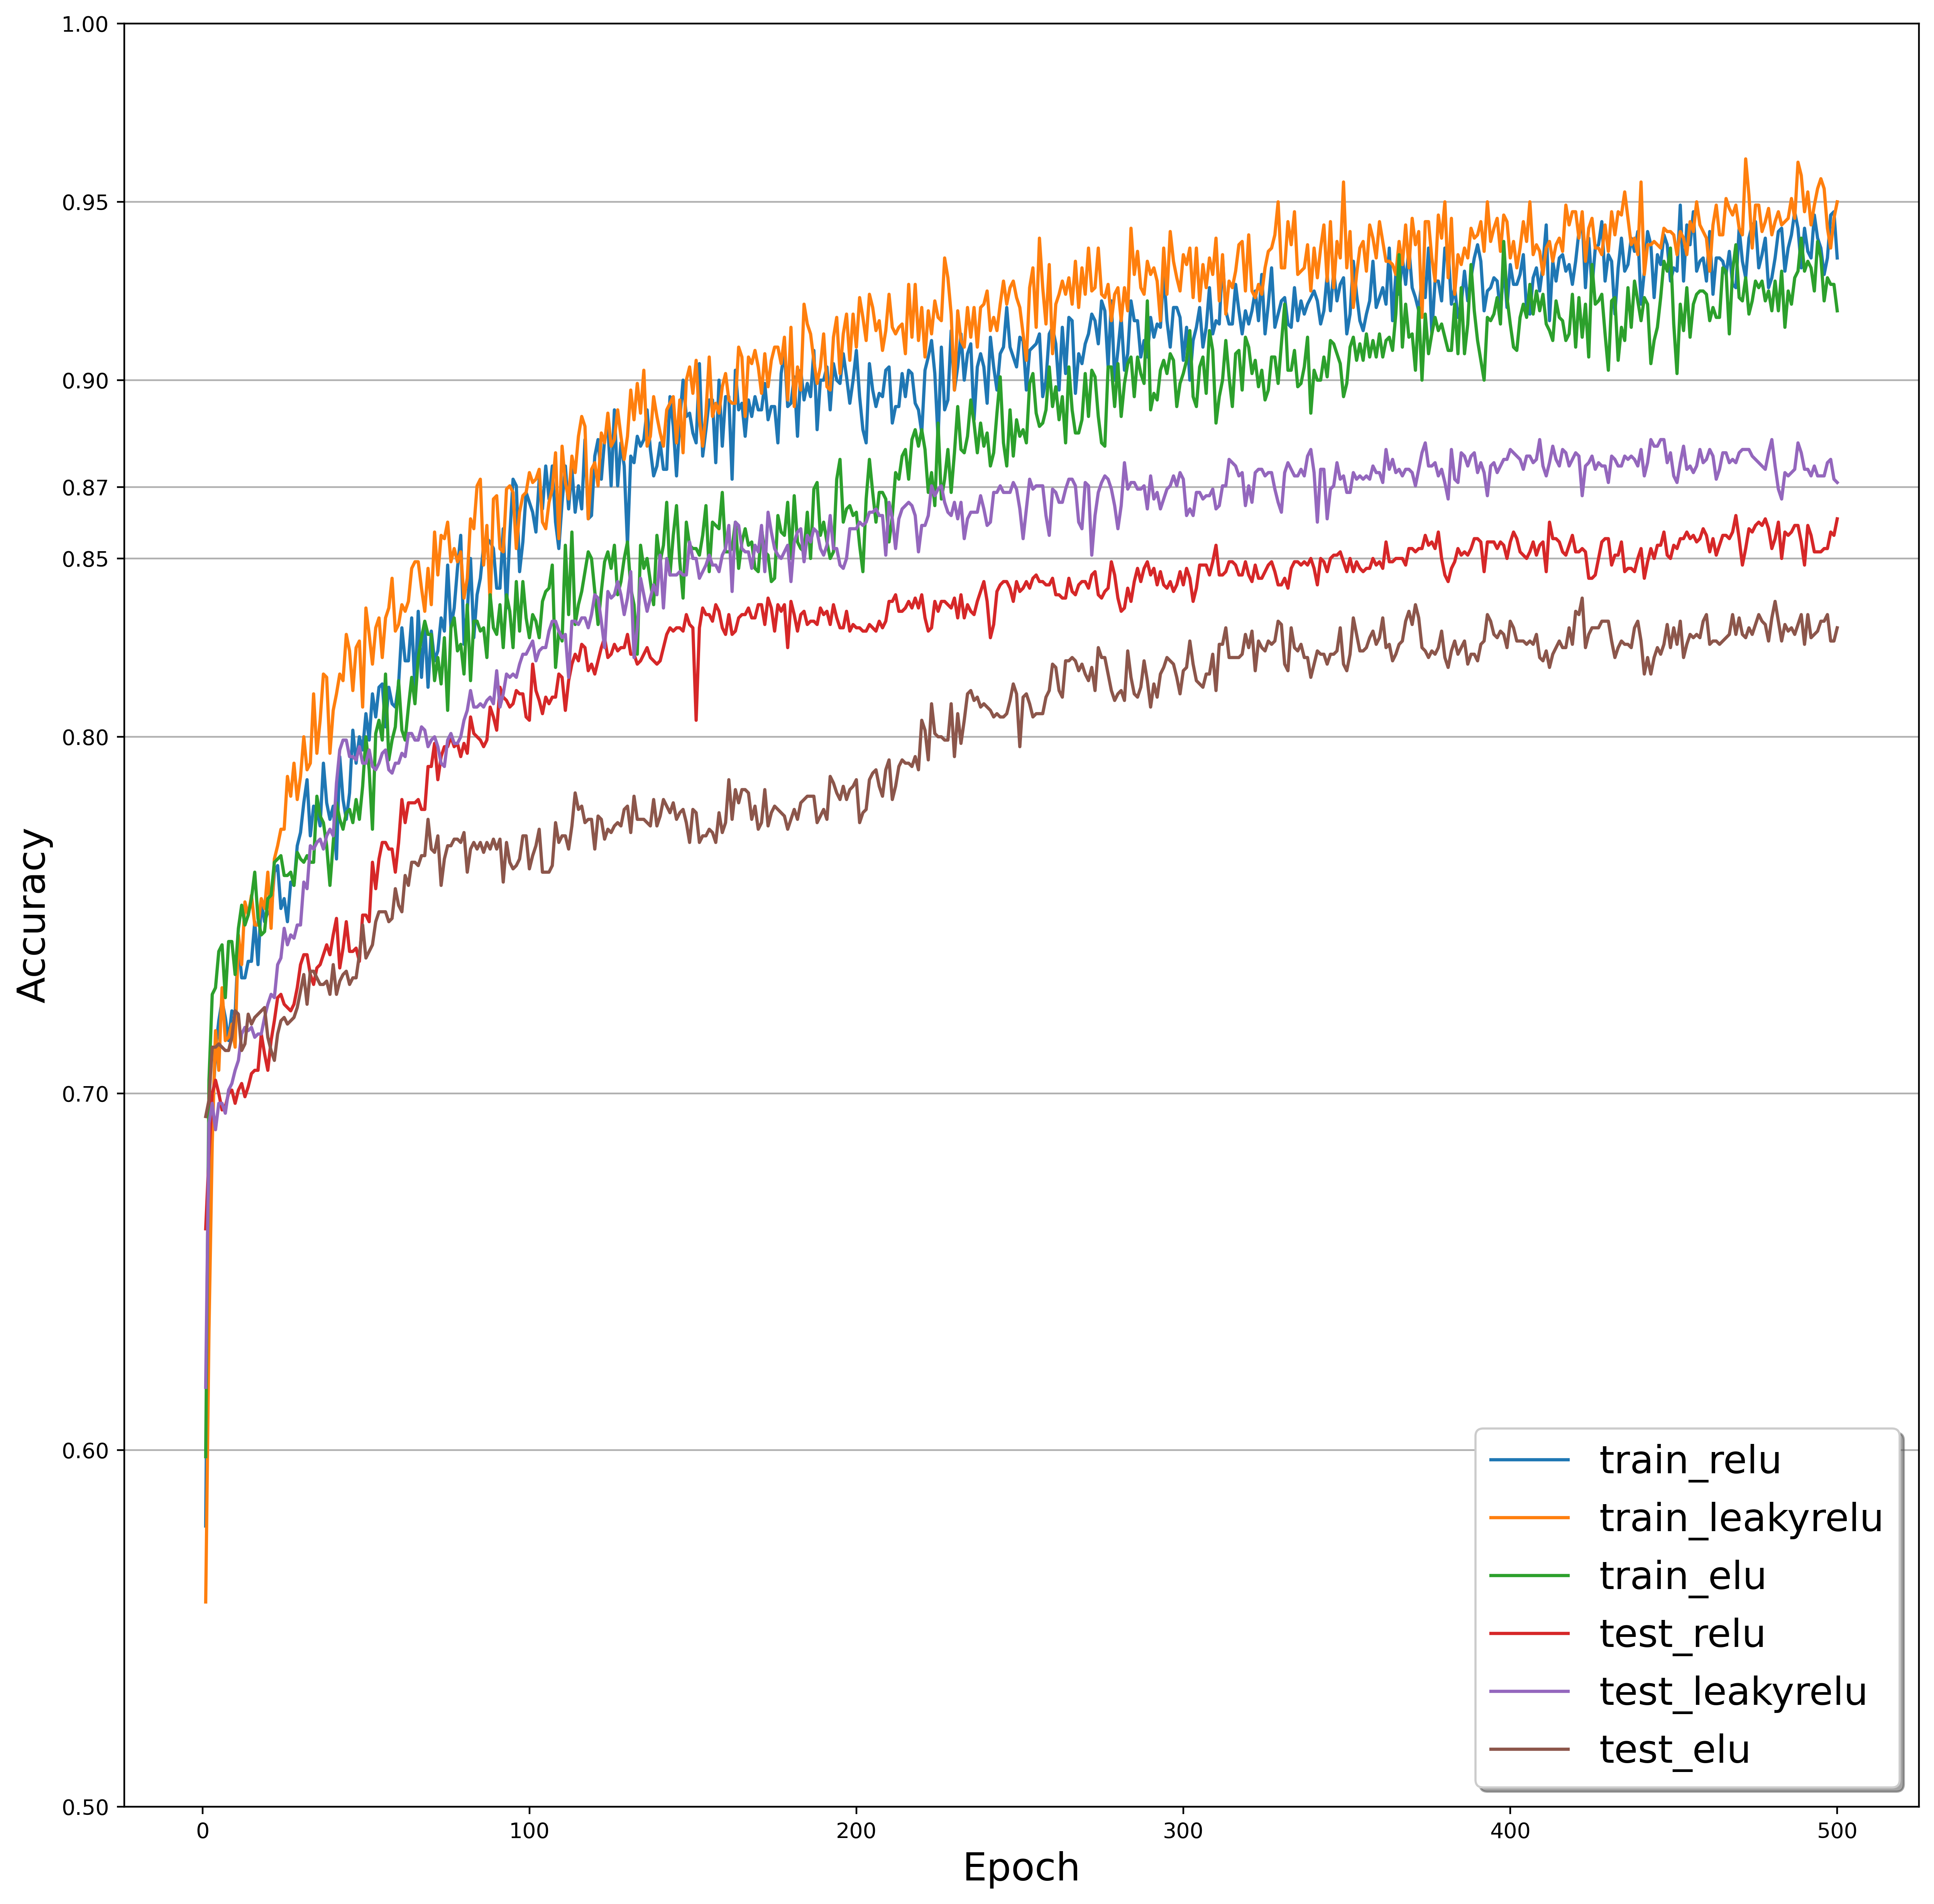 1.00
0.95
0.90
0.87
0.85
0.80
0.70
0.60
0.50
Accuracy
0
100
200
300
400
500
Epoch
train_relu
train_leakyrelu
train_elu
test_relu
test_leakyrelu
test_elu